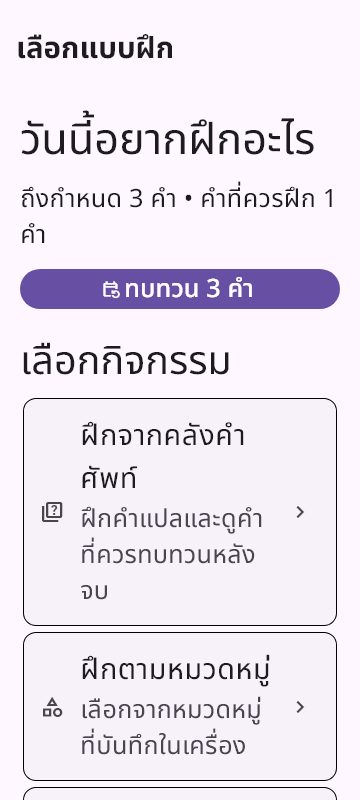 เลือกแบบฝึก
วันนี้อยากฝึกอะไร
ถึงกำหนด 3 คำ • คำที่ควรฝึก 1
คำ
ทบทวน 3 คำ
เลือกกิจกรรม
ฝึกจากคลังคำ
ศัพท์
ฝึกคำแปลและดูคำ
ที่ควรทบทวนหลัง
จบ
ฝึกตามหมวดหมู่
เลือกจากหมวดหมู่
ที่บันทึกในเครื่อง